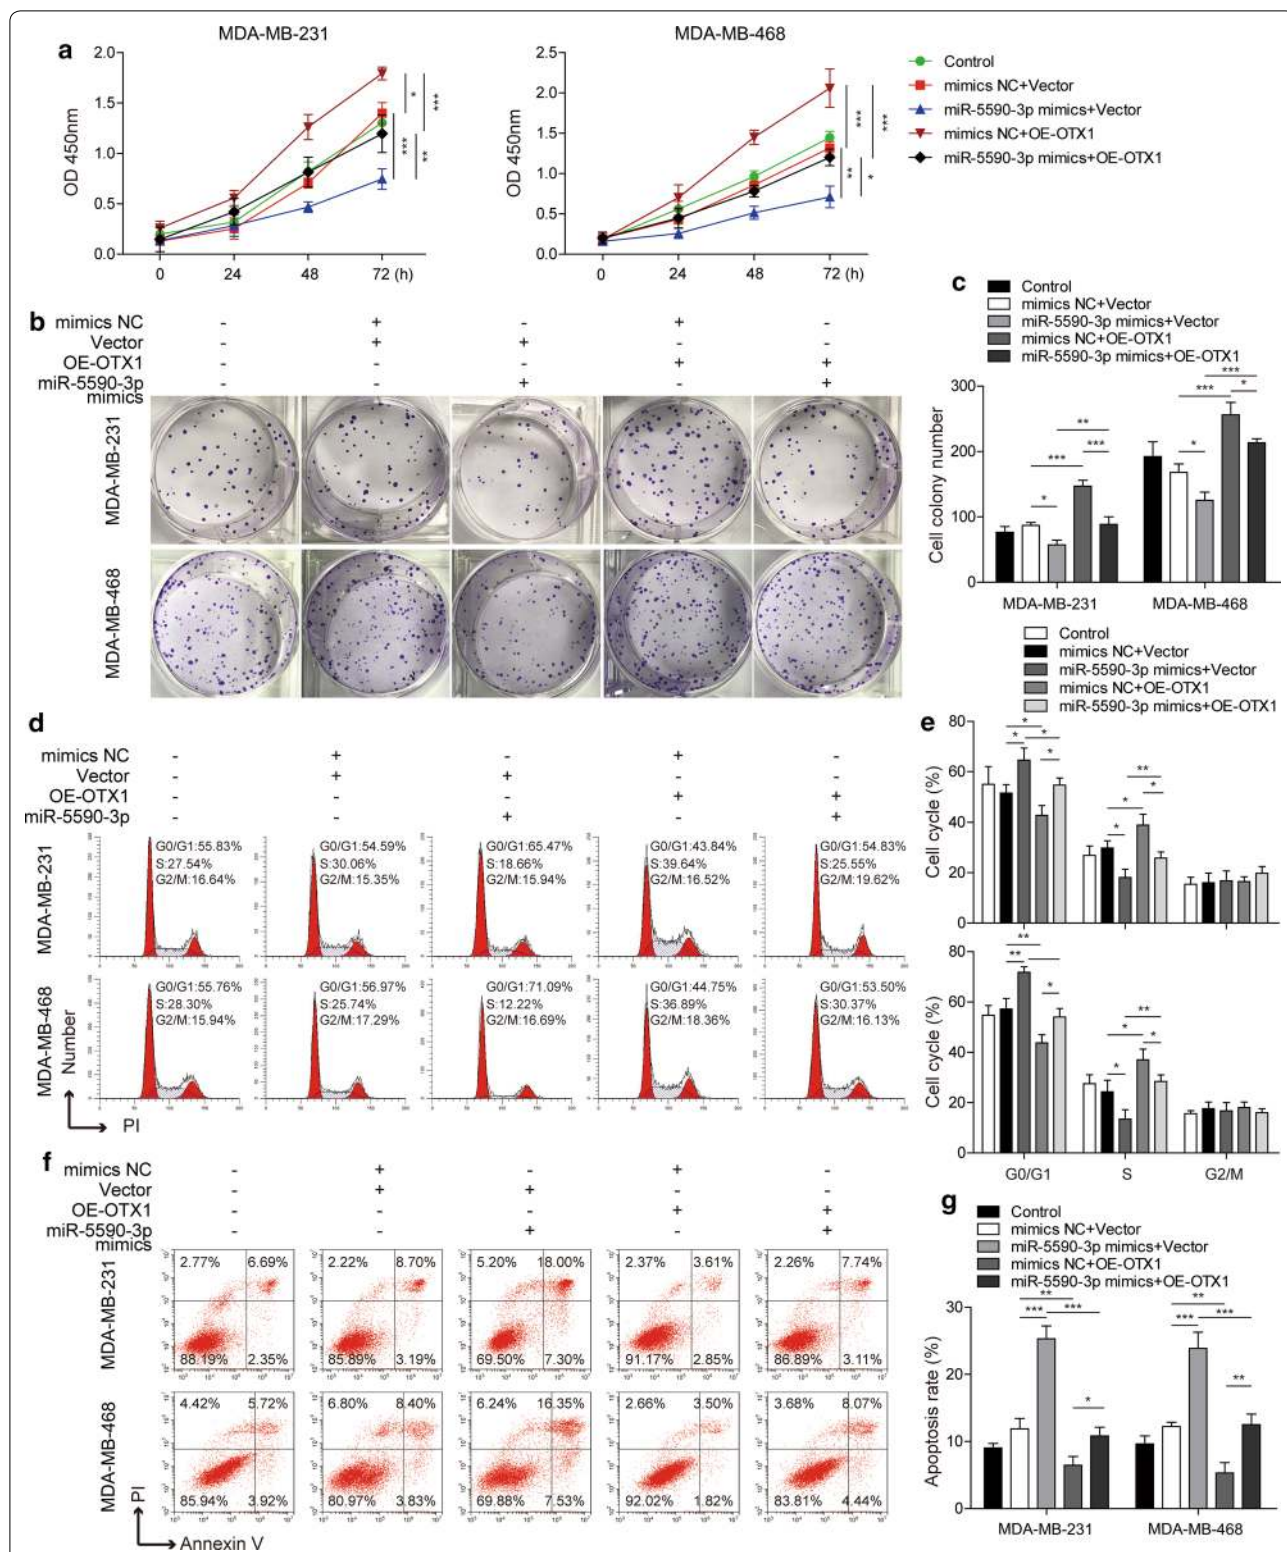 a
MDA-MB-231
MDA-MB-468
2.0
1.5
1.0
0.5
0.0
OD 450nm
0 24 48 72 (h)
* *** *** **
2.5
2.0
1.5
1.0
0.5
0.0
OD 450nm
0 24 48 72 (h)
*** *** ** *
Control
mimics NC+Vector
miR-5590-3p mimics+Vector
mimics NC+OE-OTX1
miR-5590-3p mimics+OE-OTX1
b
mimics NC - + - + -
Vector - + + - -
OE-OTX1 - - - + +
miR-5590-3p mimics - - + - +
MDA-MB-231
MDA-MB-468
c
Control
mimics NC+Vector
miR-5590-3p mimics+Vector
mimics NC+OE-OTX1
miR-5590-3p mimics+OE-OTX1
Cell colony number
300
200
100
0
* *** ** ***
* *** *** *
MDA-MB-231 MDA-MB-468
d
mimics NC - + - + -
Vector - + + - -
OE-OTX1 - - - + +
miR-5590-3p - - + - +
MDA-MB-231
G0/G1:55.83% G0/G1:54.59% G0/G1:65.47% G0/G1:43.84% G0/G1:54.83%
S:27.54% S:30.06% S:18.66% S:39.64% S:25.55%
G2/M:16.64% G2/M:15.35% G2/M:15.94% G2/M:16.52% G2/M:19.62%
MDA-MB-468
G0/G1:55.76% G0/G1:56.97% G0/G1:71.09% G0/G1:44.75% G0/G1:53.50%
S:28.30% S:25.74% S:12.22% S:36.89% S:30.37%
G2/M:15.94% G2/M:17.29% G2/M:16.69% G2/M:18.36% G2/M:16.13%
Number
PI
e
Control
mimics NC+Vector
miR-5590-3p mimics+Vector
mimics NC+OE-OTX1
miR-5590-3p mimics+OE-OTX1
Cell cycle (%)
80
60
40
20
0
* * * *
* * ** *
Cell cycle (%)
80
60
40
20
0
** ** *
* * ** *
G0/G1 S G2/M
f
mimics NC - + - + -
Vector - + + - -
OE-OTX1 - - - + +
miR-5590-3p mimics - - + - +
MDA-MB-231
2.77% 6.69% 2.22% 8.70% 5.20% 18.00% 2.37% 3.61% 2.26% 7.74%
88.19% 2.35% 85.89% 3.19% 69.50% 7.30% 91.17% 2.85% 86.89% 3.11%
MDA-MB-468
4.42% 5.72% 6.80% 8.40% 6.24% 16.35% 2.66% 3.50% 3.68% 8.07%
85.94% 3.92% 80.97% 3.83% 69.88% 7.53% 92.02% 1.82% 83.81% 4.44%
PI
Annexin V
g
Control
mimics NC+Vector
miR-5590-3p mimics+Vector
mimics NC+OE-OTX1
miR-5590-3p mimics+OE-OTX1
Apoptosis rate (%)
30
20
10
0
** *** *** *
** *** *** **
MDA-MB-231 MDA-MB-468